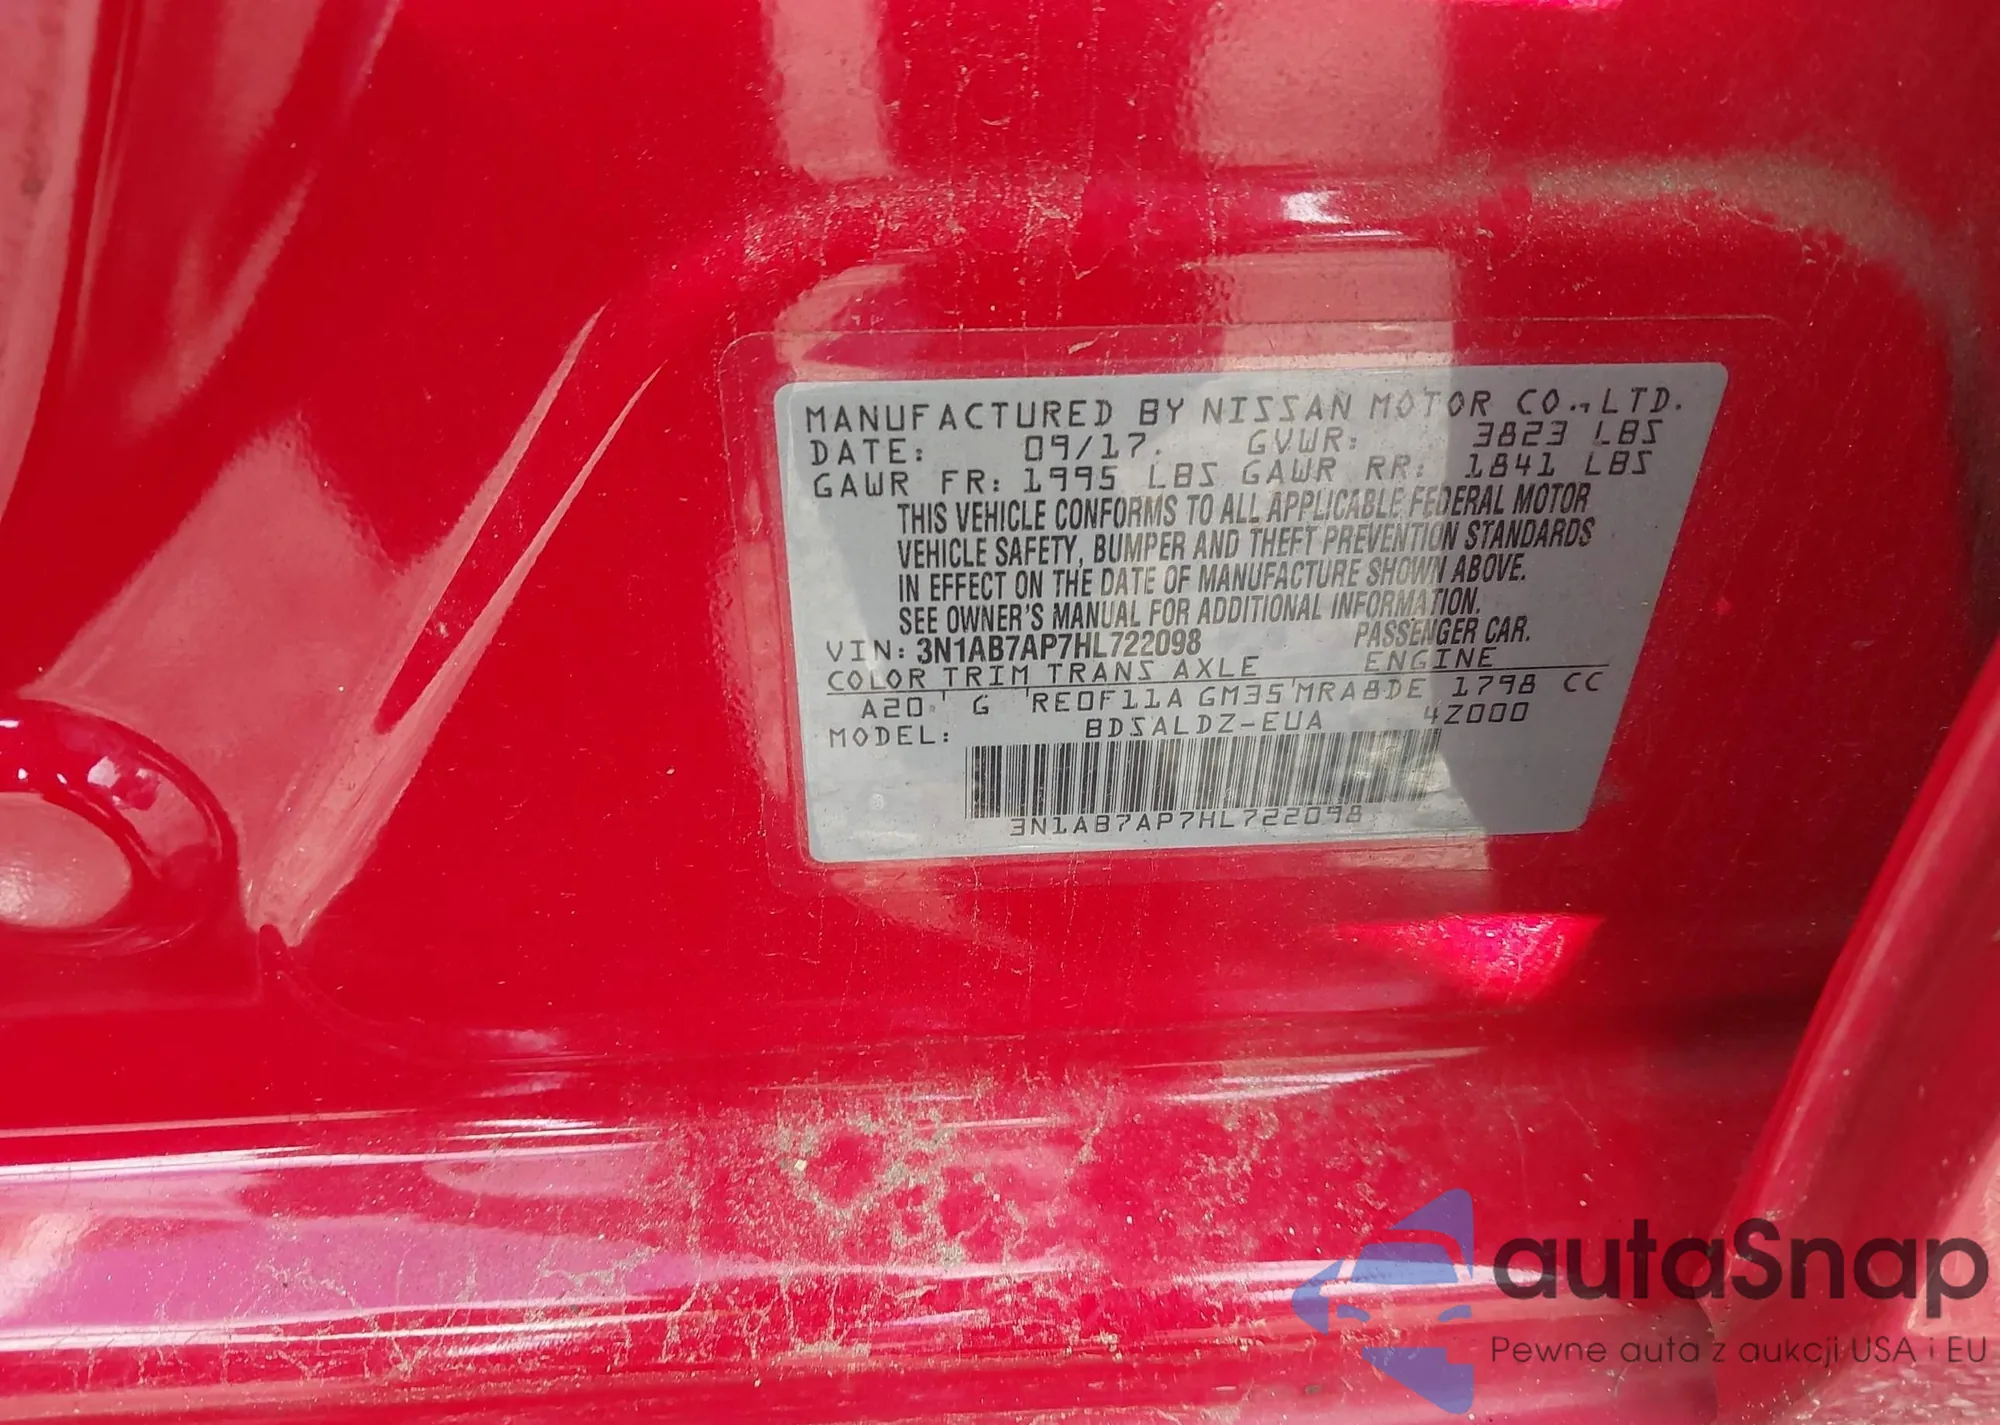 MANUFACTURED BY NISSAN MOTOR CO., LTD.
DATE: 09/17. GVWR: 3823 LBS
GAWR FR: 1995 LBS GAWR RR: 1841 LBS
THIS VEHICLE CONFORMS TO ALL APPLICABLE FEDERAL MOTOR
VEHICLE SAFETY, BUMPER AND THEFT PREVENTION STANDARDS
IN EFFECT ON THE DATE OF MANUFACTURE SHOWN ABOVE.
SEE OWNER'S MANUAL FOR ADDITIONAL INFORMATION.
VIN: 3N1AB7AP7HL722098 PASSENGER CAR.
COLOR TRIM TRANS AXLE ENGINE
A20 G RE0F11A GM35 MRA8DE 1798 CC
MODEL: BDSALDZ-EUA 4Z000
3N1AB7AP7HL722098
autaSnap
Pewne auta z aukcji USA i EU